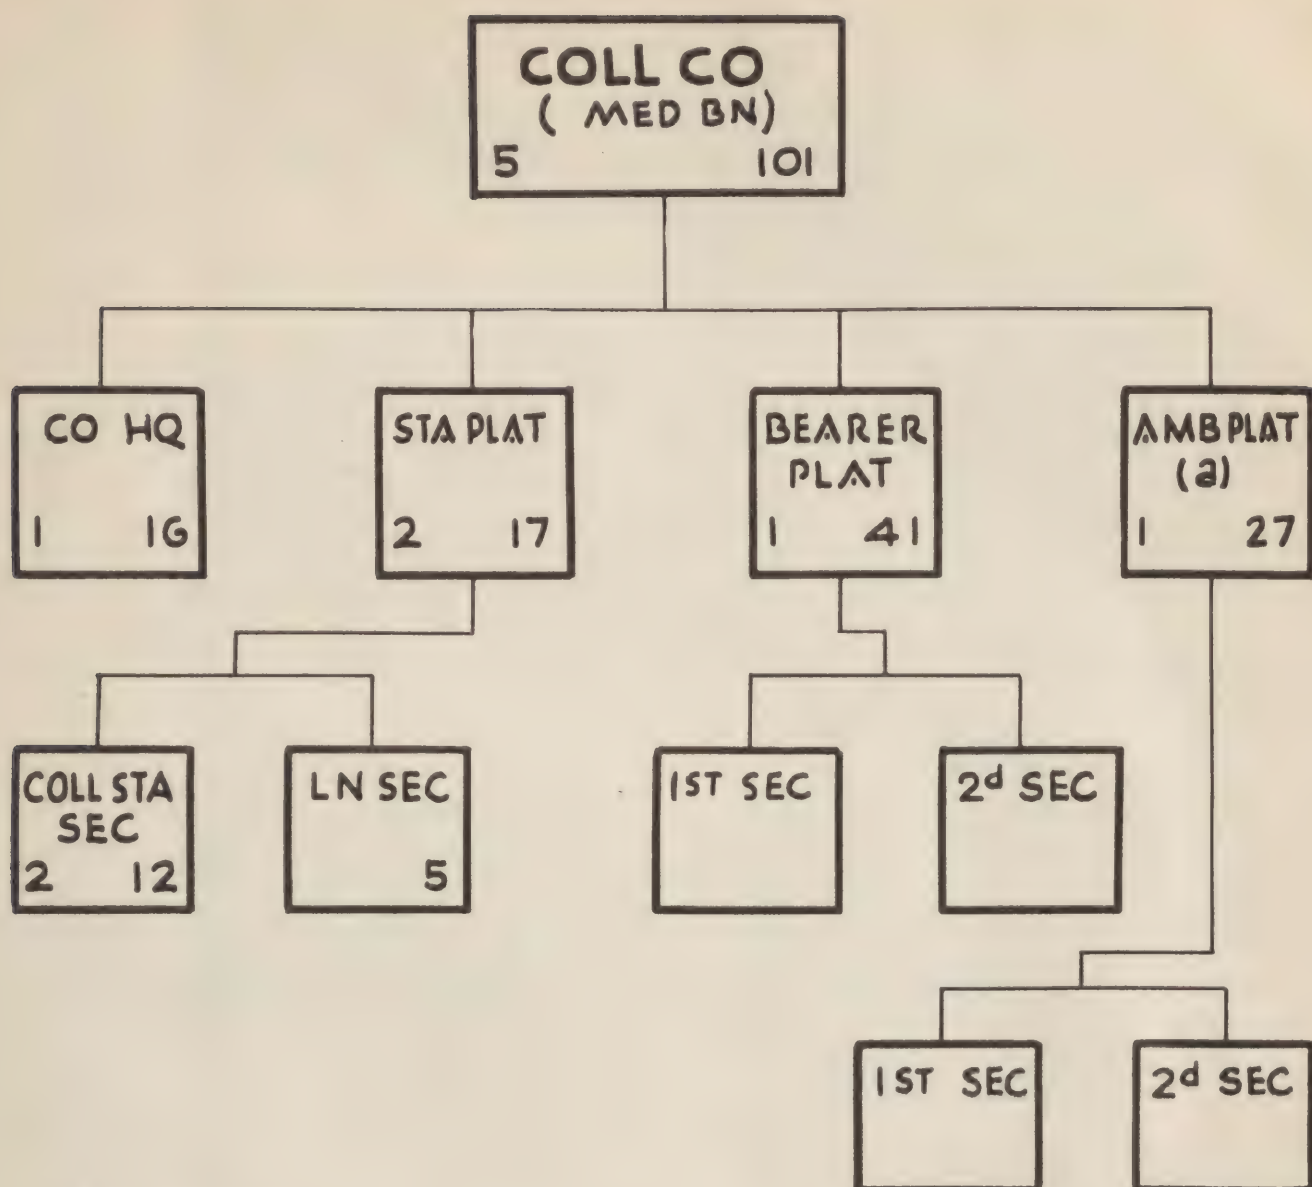 COLL CO
( MED BN)
5 101
CO HQ
1 16
STA PLAT
2 17
BEARER
PLAT
1 41
AMB PLAT
(a)
1 27
COLL STA
SEC
2 12
LN SEC
5
1ST SEC
2d SEC
1ST SEC
2d SEC